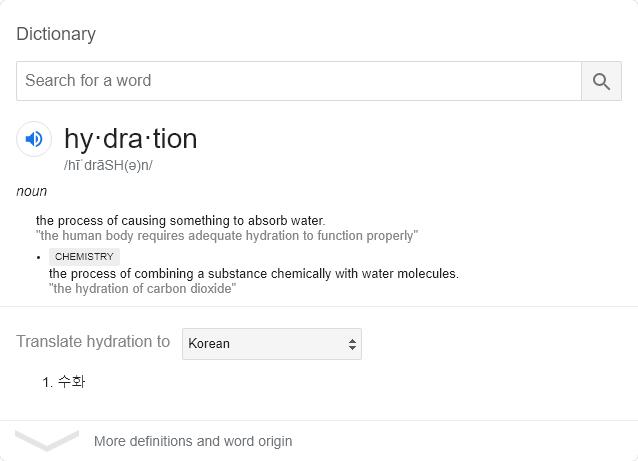 Dictionary
Search for a word
hy·dra·tion
/hīˈdrāSH(ə)n/
noun
the process of causing something to absorb water.
"the human body requires adequate hydration to function properly"
• CHEMISTRY
the process of combining a substance chemically with water molecules.
"the hydration of carbon dioxide"
Translate hydration to Korean
1. 수화
More definitions and word origin